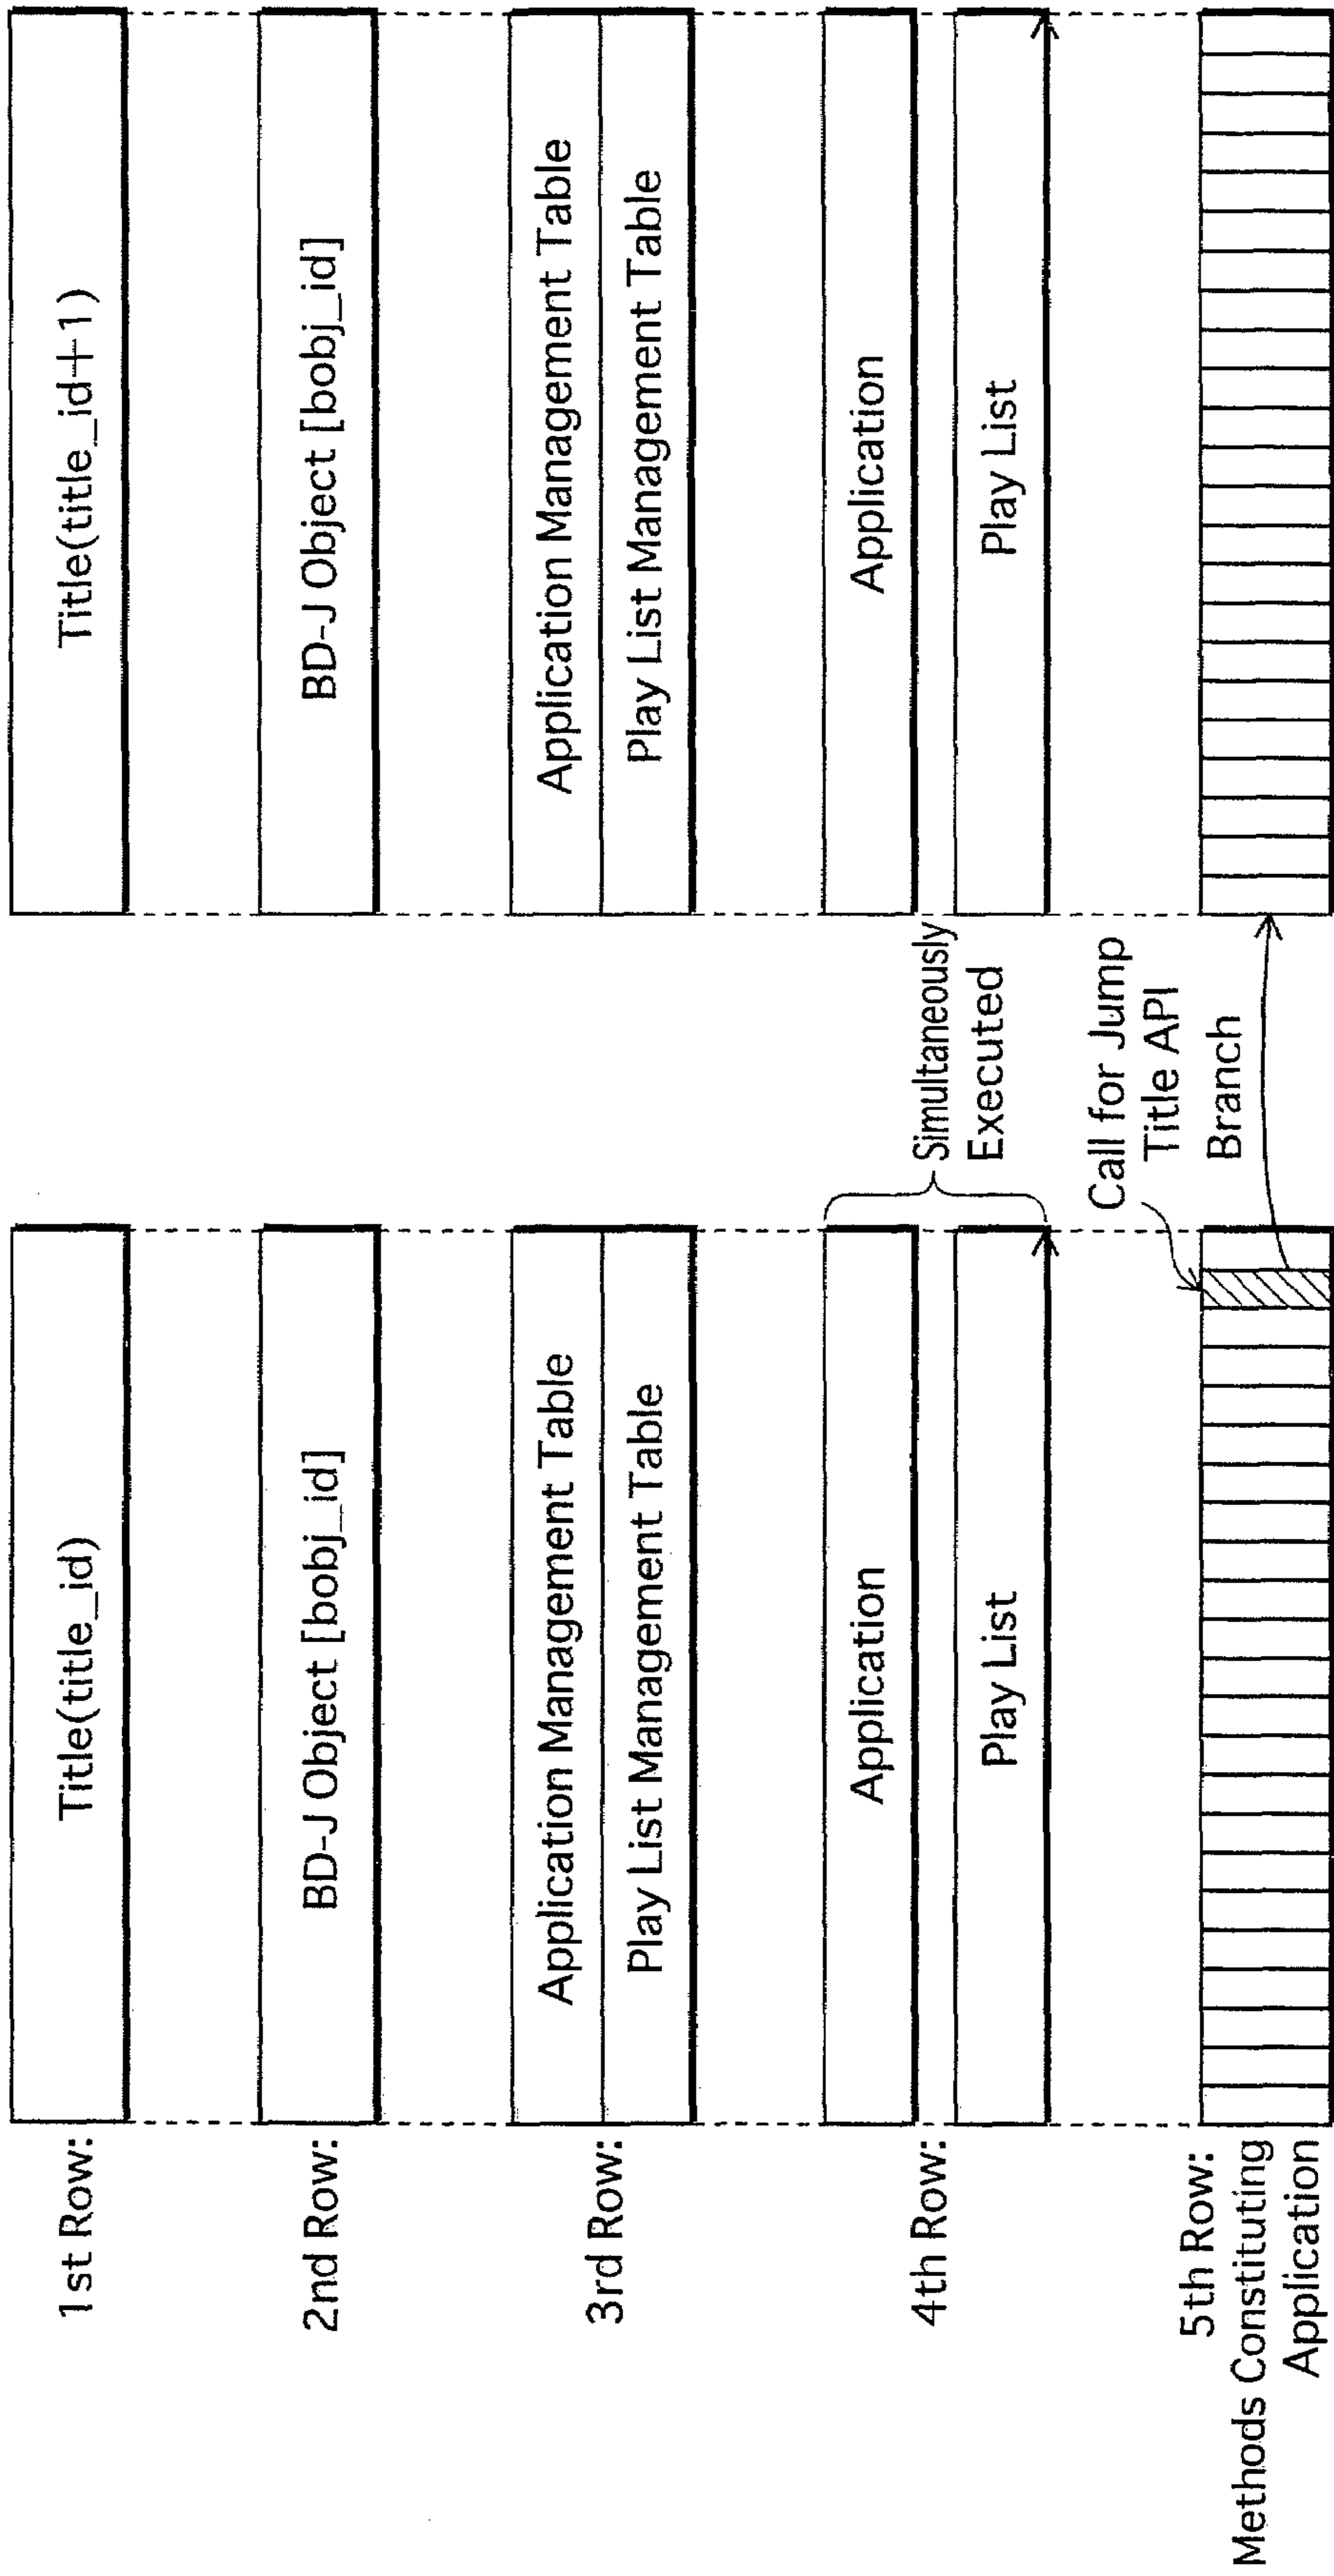 1st Row:
Title(title_id)
Title(title_id+1)
2nd Row:
BD-J Object [bobj_id]
BD-J Object [bobj_id]
3rd Row:
Application Management Table
Play List Management Table
Application Management Table
Play List Management Table
4th Row:
Application
Play List
Simultaneously
Executed
Application
Play List
5th Row:
Methods Constituting
Application
Call for Jump
Title API
Branch